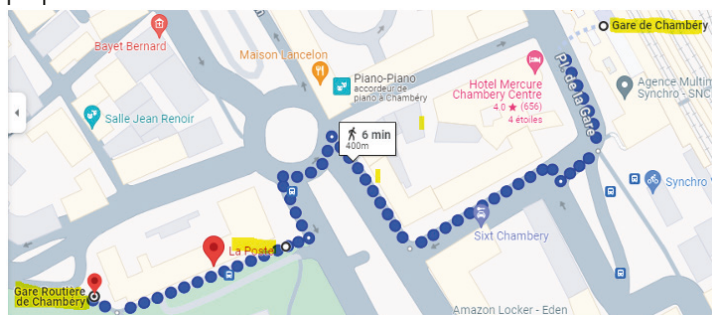 Gare de Chambéry
Bayet Bernard
Maison Lancelon
Piano-Piano
accordeur de
piano à Chambéry
Hotel Mercure
Chambery Centre
4.0 ★ (656)
4 étoiles
Pl. de la Gare
Agence Multim
Synchro - SNC
Salle Jean Renoir
6 min
400m
Synchro V
Sixt Chambery
La Poste
Gare Routière
de Chambéry
Amazon Locker - Eden